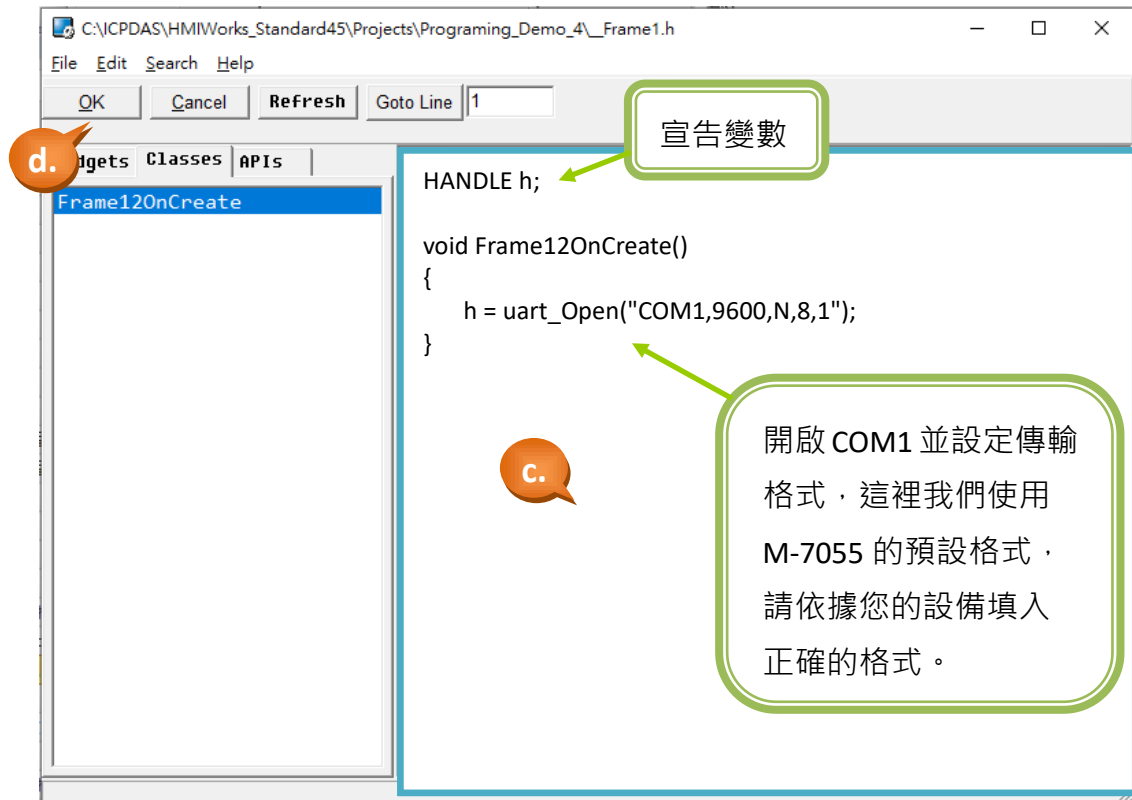 C:\ICPDAS\HMIWorks_Standard45\Projects\Programing_Demo_4\__Frame1.h
File Edit Search Help
OK Cancel Refresh Goto Line 1
宣告變數
d.
dgets Classes APIs
Frame12OnCreate
HANDLE h;
void Frame12OnCreate()
{
h = uart_Open("COM1,9600,N,8,1");
}
c.
開啟 COM1 並設定傳輸
格式，這裡我們使用
M-7055 的預設格式，
請依據您的設備填入
正確的格式。